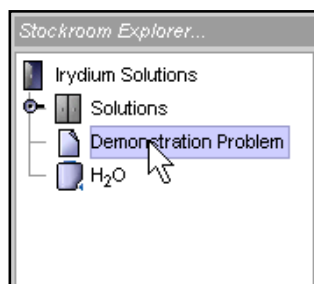 Stockroom Explorer...
Irydium Solutions
Solutions
Demonstration Problem
H₂O